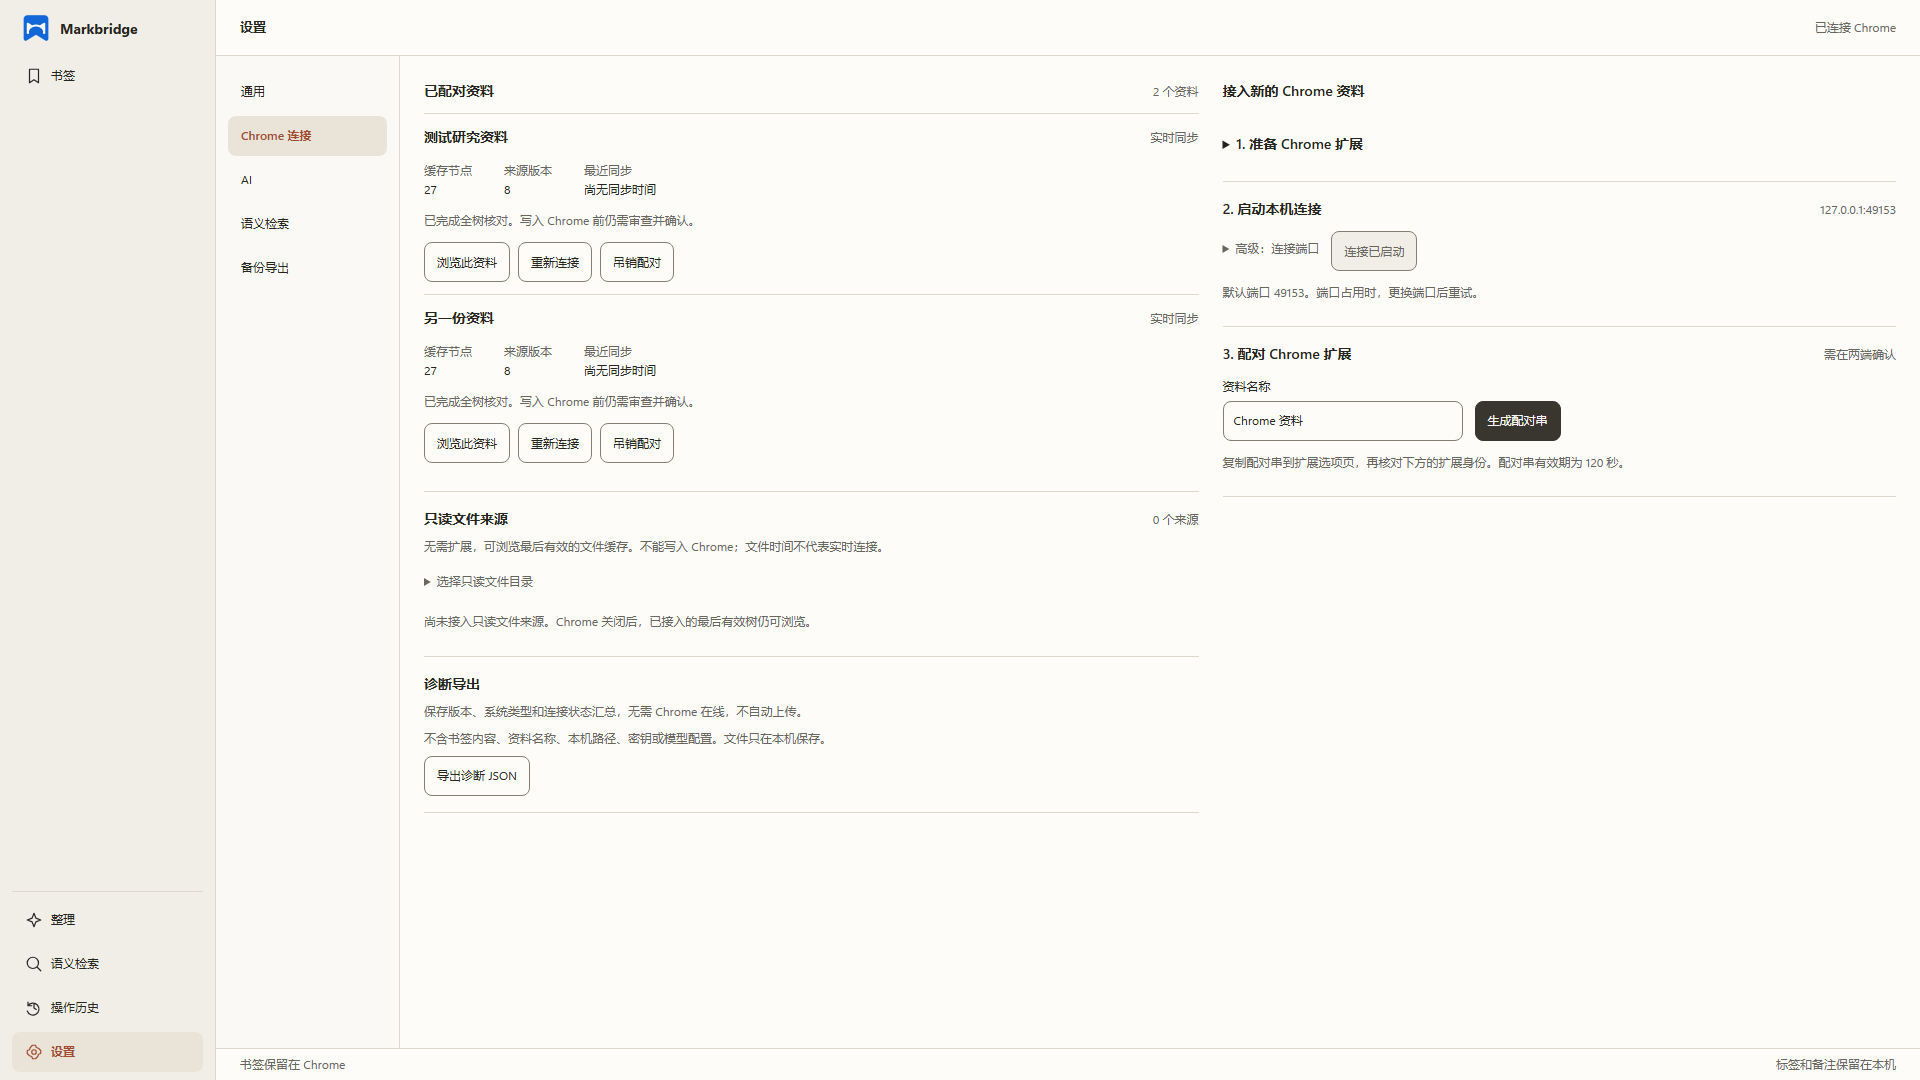 Markbridge
书签
整理
语义检索
操作历史
设置
设置
已连接 Chrome
通用
Chrome 连接
AI
语义检索
备份导出
已配对资料
2 个资料
测试研究资料
实时同步
缓存节点 来源版本 最近同步
27 8 尚无同步时间
已完成全树核对。写入 Chrome 前仍需审查并确认。
浏览此资料 重新连接 吊销配对
另一份资料
实时同步
缓存节点 来源版本 最近同步
27 8 尚无同步时间
已完成全树核对。写入 Chrome 前仍需审查并确认。
浏览此资料 重新连接 吊销配对
只读文件来源
0 个来源
无需扩展，可浏览最后有效的文件缓存。不能写入 Chrome；文件时间不代表实时连接。
选择只读文件目录
尚未接入只读文件来源。Chrome 关闭后，已接入的最后有效树仍可浏览。
诊断导出
保存版本、系统类型和连接状态汇总，无需 Chrome 在线，不自动上传。
不含书签内容、资料名称、本机路径、密钥或模型配置。文件只在本机保存。
导出诊断 JSON
接入新的 Chrome 资料
1. 准备 Chrome 扩展
2. 启动本机连接
127.0.0.1:49153
高级：连接端口 连接已启动
默认端口 49153。端口占用时，更换端口后重试。
3. 配对 Chrome 扩展
需在两端确认
资料名称
Chrome 资料 生成配对串
复制配对串到扩展选项页，再核对下方的扩展身份。配对串有效期为 120 秒。
书签保留在 Chrome
标签和备注保留在本机